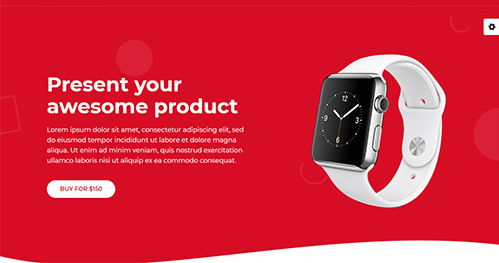 Present your
awesome product
Lorem ipsum dolor sit amet, consectetur adipiscing elit, sed
do eiusmod tempor incididunt ut labore et dolore magna
aliqua. Ut enim ad minim veniam, quis nostrud exercitation
ullamco laboris nisi ut aliquip ex ea commodo consequat.
BUY FOR $150